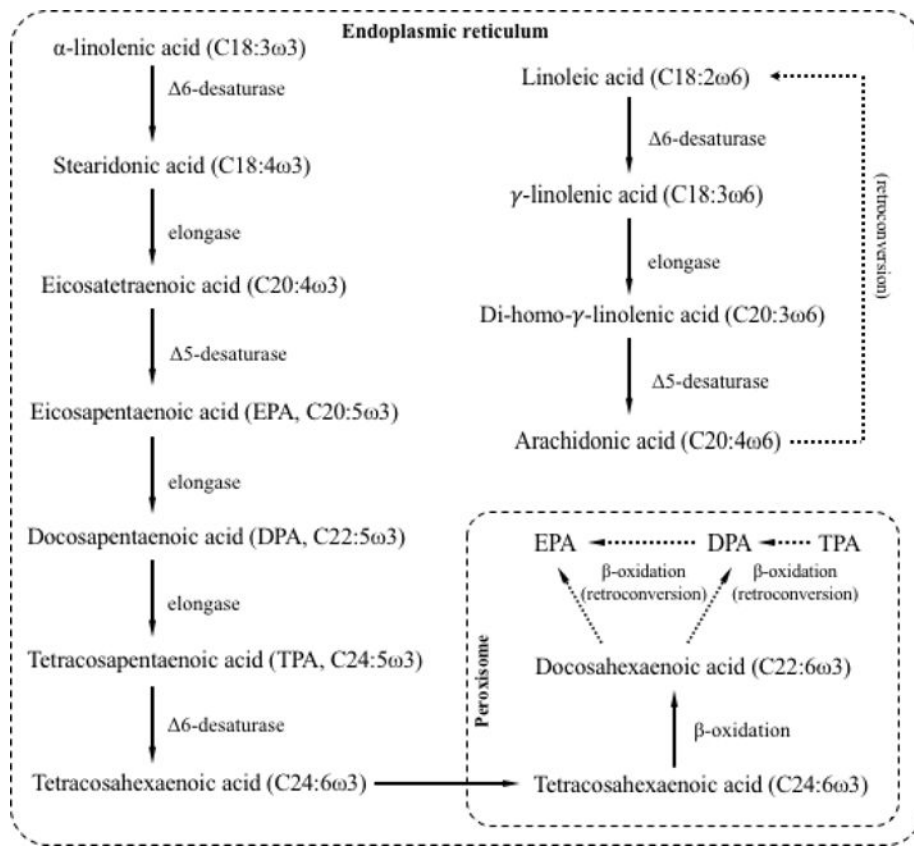 Endoplasmic reticulum
α-linolenic acid (C18:3ω3)
Δ6-desaturase
Stearidonic acid (C18:4ω3)
elongase
Eicosatetraenoic acid (C20:4ω3)
Δ5-desaturase
Eicosapentaenoic acid (EPA, C20:5ω3)
elongase
Docosapentaenoic acid (DPA, C22:5ω3)
elongase
Tetracosapentaenoic acid (TPA, C24:5ω3)
Δ6-desaturase
Tetracosahexaenoic acid (C24:6ω3)
Linoleic acid (C18:2ω6)
Δ6-desaturase
γ-linolenic acid (C18:3ω6)
elongase
Di-homo-γ-linolenic acid (C20:3ω6)
Δ5-desaturase
Arachidonic acid (C20:4ω6)
(retroconversion)
Peroxisome
EPA DPA TPA
β-oxidation β-oxidation
(retroconversion) (retroconversion)
Docosahexaenoic acid (C22:6ω3)
β-oxidation
Tetracosahexaenoic acid (C24:6ω3)